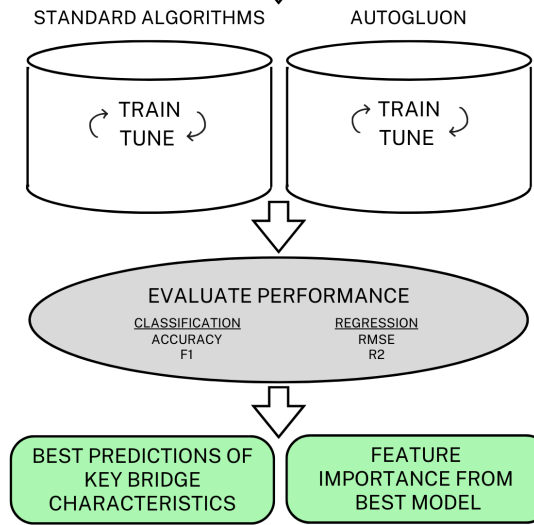 STANDARD ALGORITHMS
AUTOGLUON
TRAIN
TUNE
TRAIN
TUNE
EVALUATE PERFORMANCE
CLASSIFICATION
ACCURACY
F1
REGRESSION
RMSE
R2
BEST PREDICTIONS OF
KEY BRIDGE
CHARACTERISTICS
FEATURE
IMPORTANCE FROM
BEST MODEL